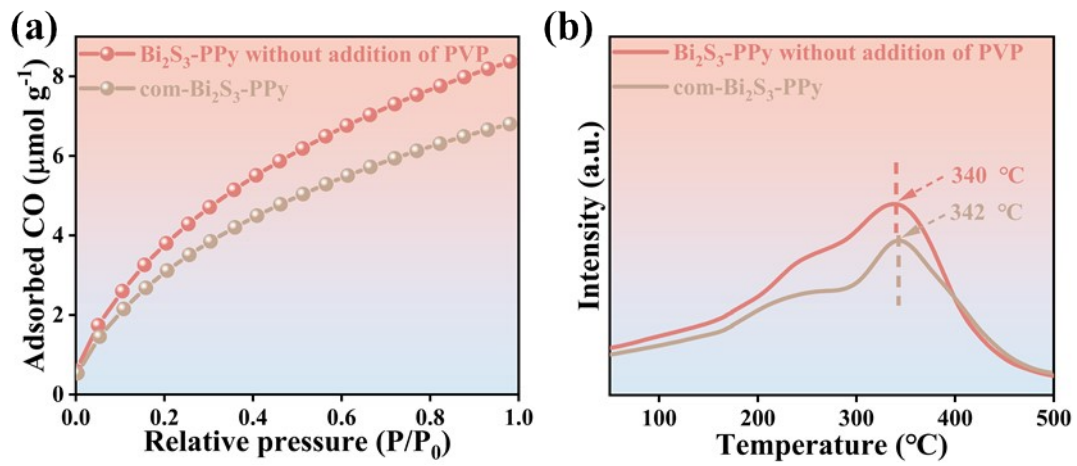 (a)
Bi₂S₃-PPy without addition of PVP
com-Bi₂S₃-PPy
Adsorbed CO (μmol g⁻¹)
8
6
4
2
0
0.0 0.2 0.4 0.6 0.8 1.0
Relative pressure (P/P₀)
(b)
Bi₂S₃-PPy without addition of PVP
com-Bi₂S₃-PPy
340 °C
342 °C
Intensity (a.u.)
100 200 300 400 500
Temperature (°C)